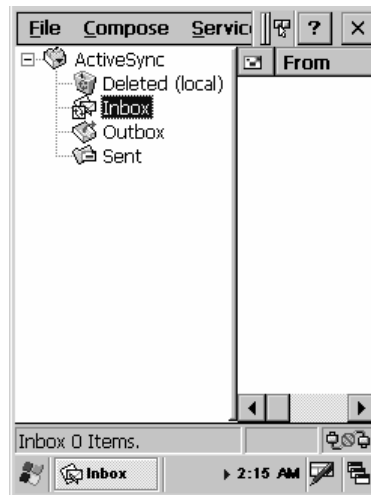 File Compose Servic ?
ActiveSync From
Deleted (local)
Inbox
Outbox
Sent
Inbox 0 Items.
Inbox 2:15 AM